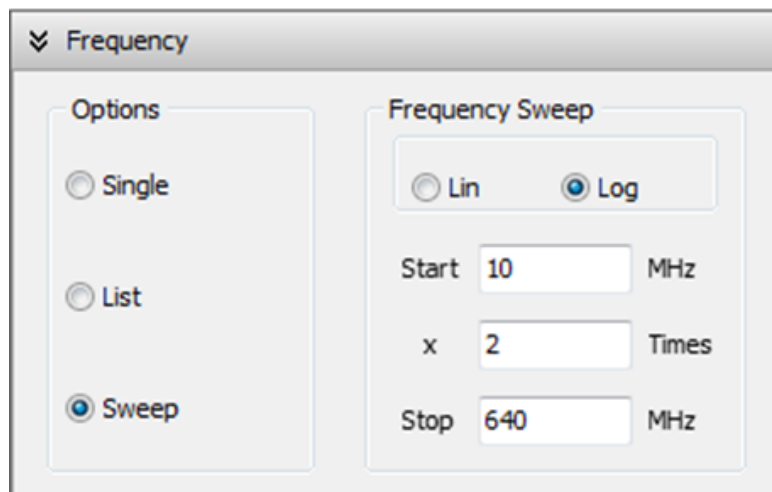 Frequency
Options
Single
List
Sweep
Frequency Sweep
Lin Log
Start 10 MHz
x 2 Times
Stop 640 MHz